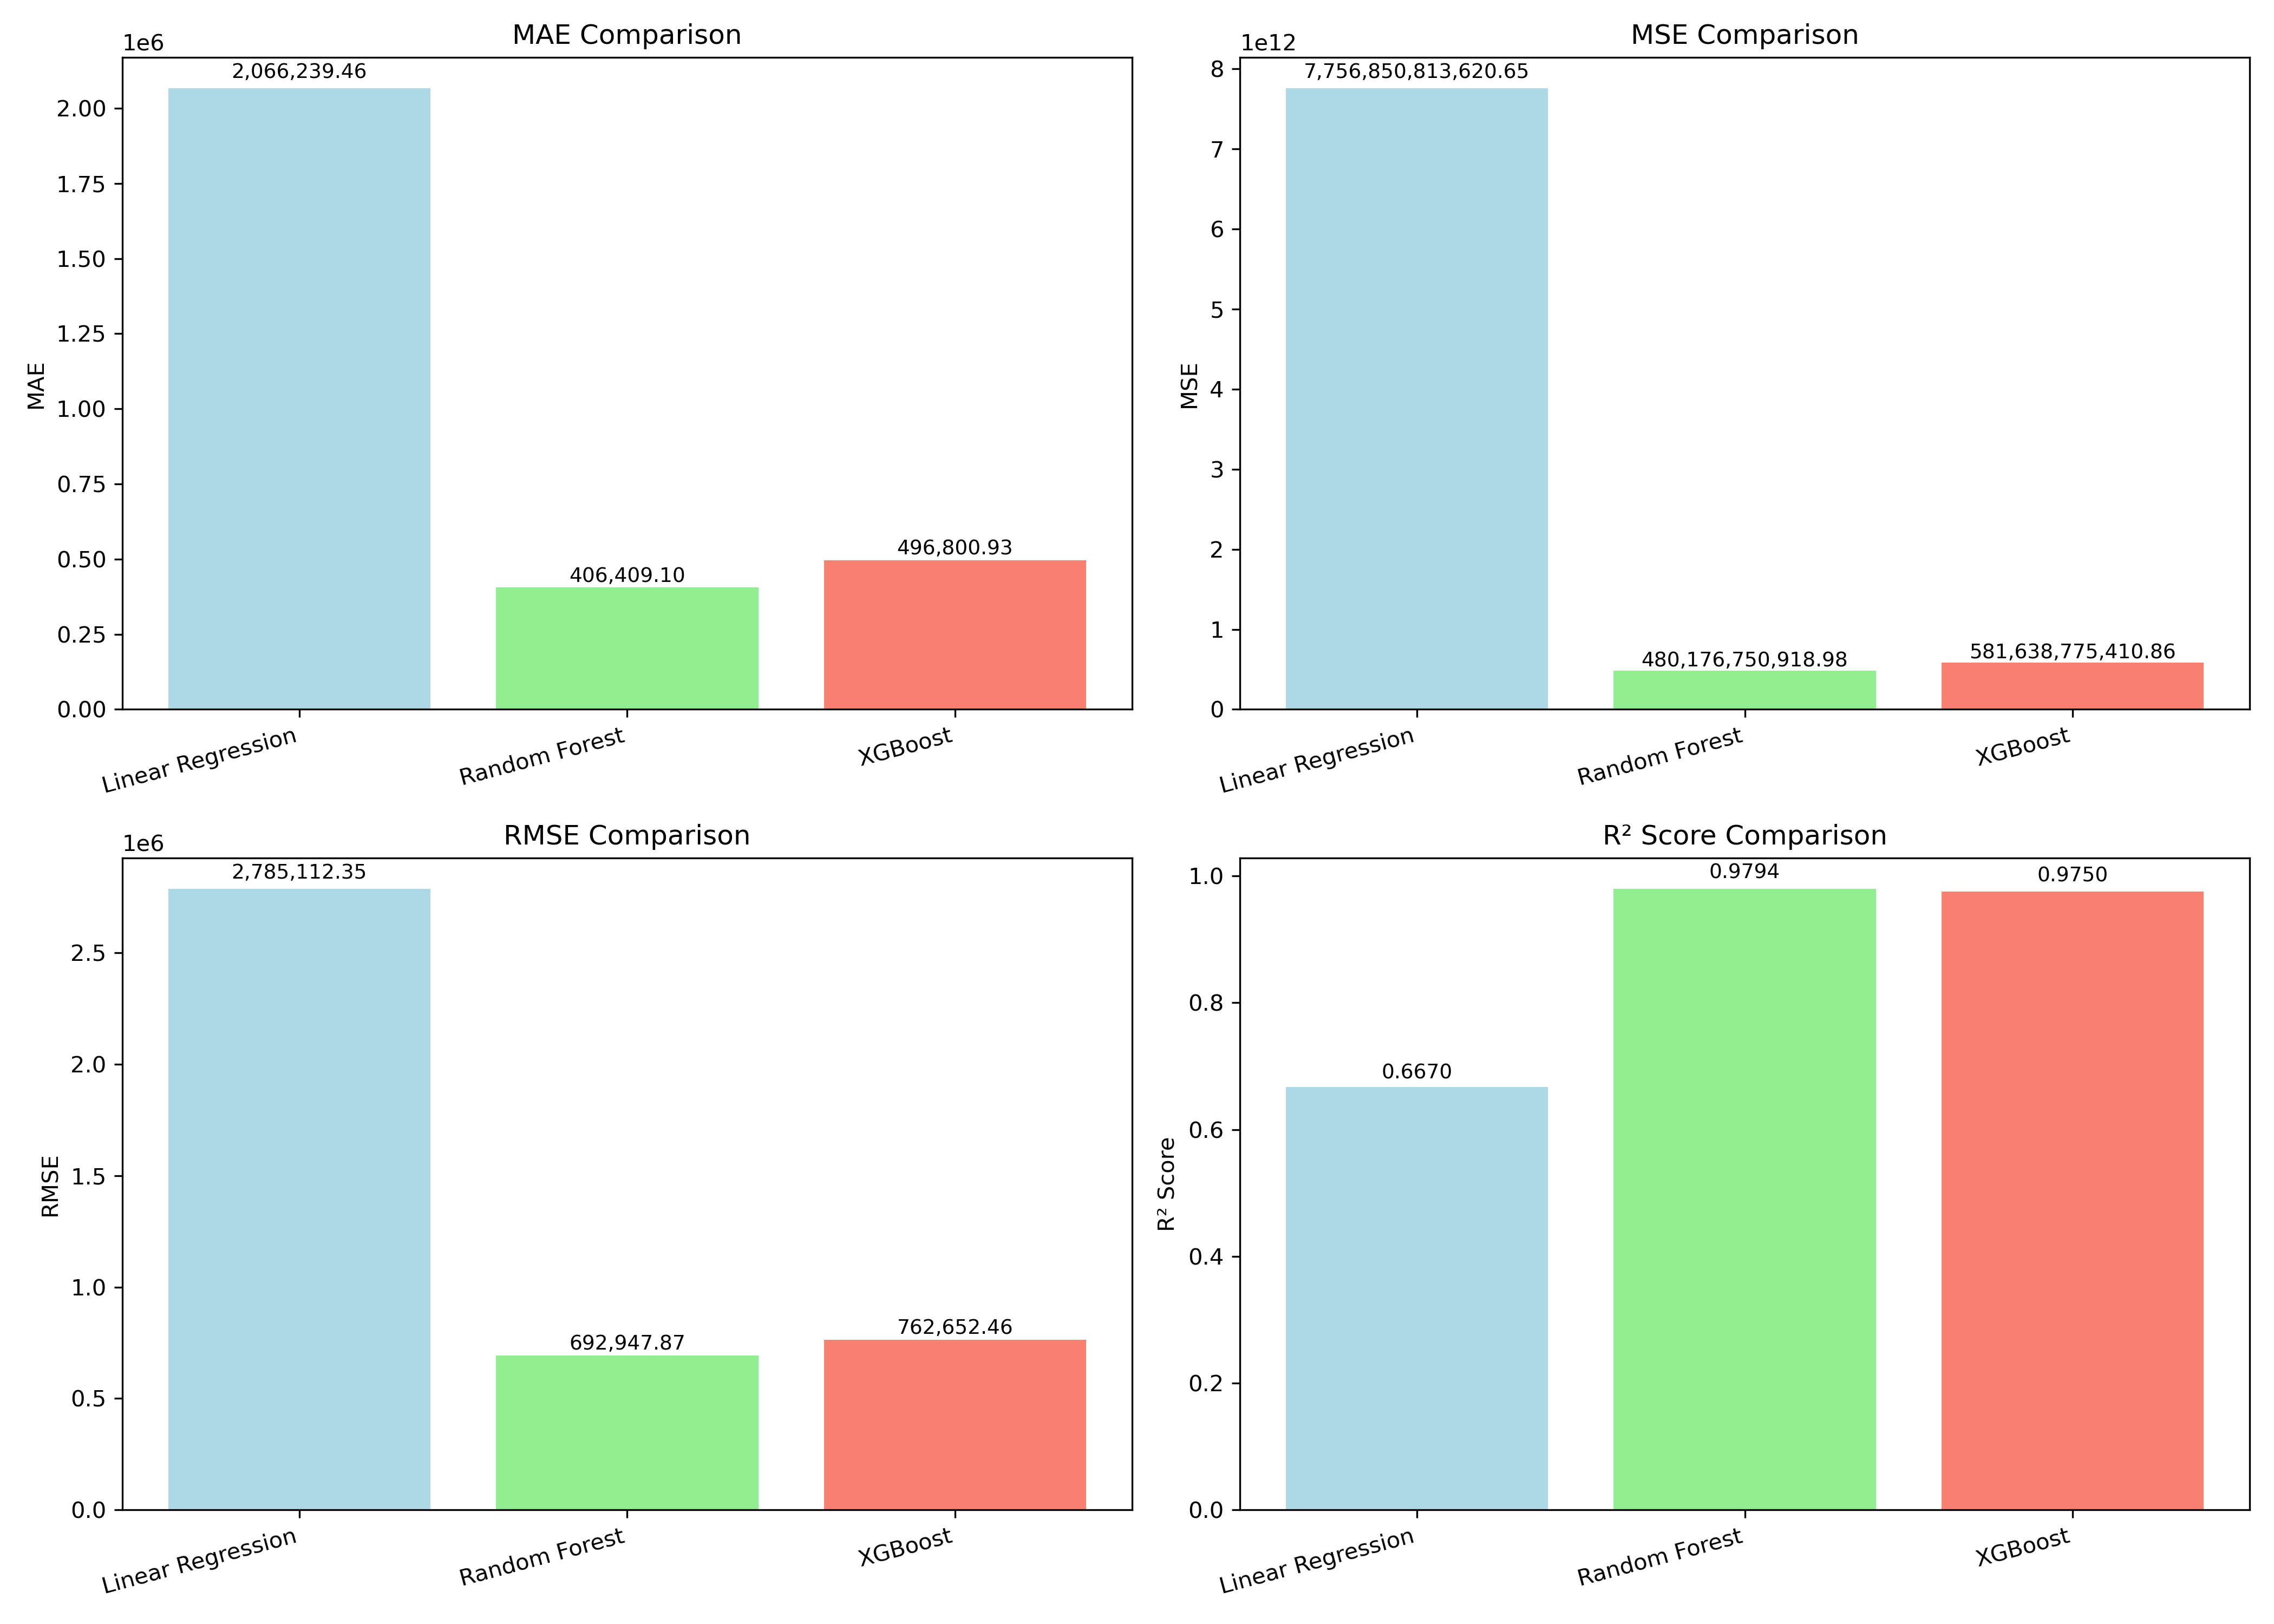 MAE Comparison
1e6
2,066,239.46
2.00
1.75
1.50
1.25
1.00
0.75
0.50
0.25
0.00
MAE
406,409.10
496,800.93
Linear Regression
Random Forest
XGBoost
MSE Comparison
1e12
7,756,850,813,620.65
8
7
6
5
4
3
2
1
0
MSE
480,176,750,918.98
581,638,775,410.86
Linear Regression
Random Forest
XGBoost
RMSE Comparison
1e6
2,785,112.35
2.5
2.0
1.5
1.0
0.5
0.0
RMSE
692,947.87
762,652.46
Linear Regression
Random Forest
XGBoost
R² Score Comparison
1.0
0.8
0.6
0.4
0.2
0.0
R² Score
0.6670
0.9794
0.9750
Linear Regression
Random Forest
XGBoost